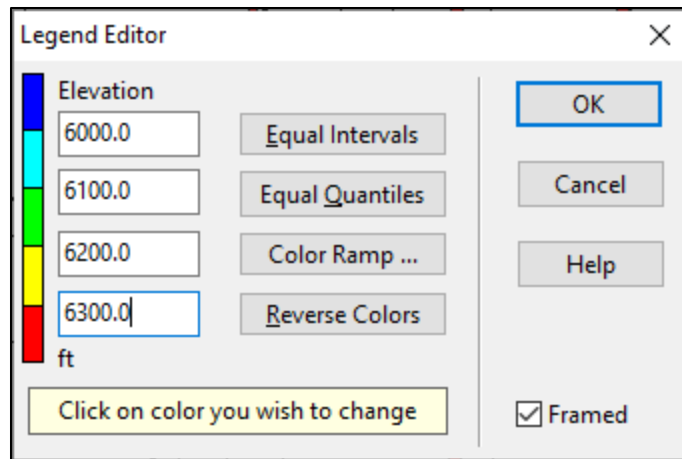 Legend Editor
Elevation
6000.0
Equal Intervals
OK
6100.0
Equal Quantiles
Cancel
6200.0
Color Ramp ...
Help
6300.0
Reverse Colors
ft
Click on color you wish to change
Framed